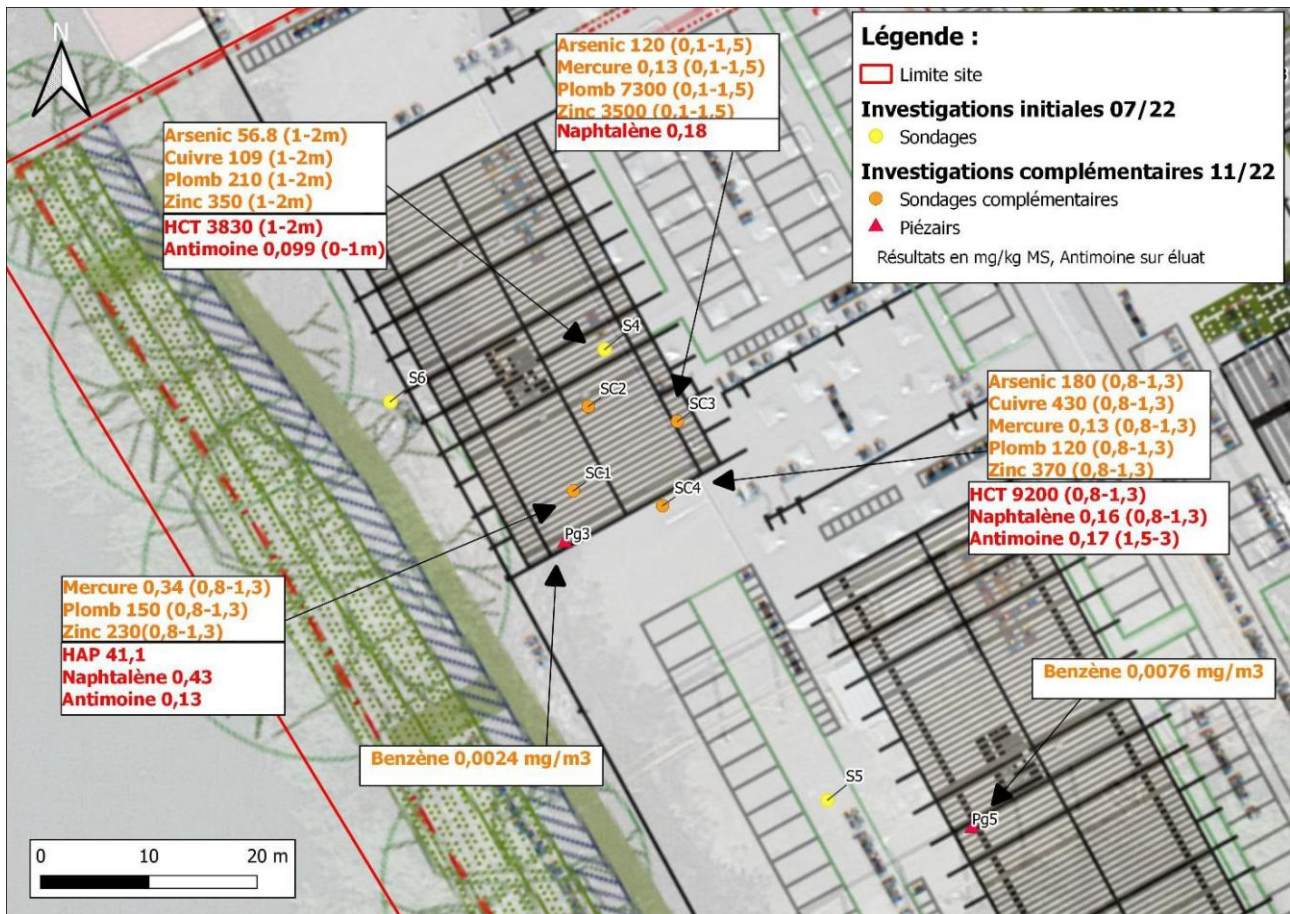 N
Arsenic 120 (0,1-1,5)
Mercure 0,13 (0,1-1,5)
Plomb 7300 (0,1-1,5)
Zinc 3500 (0,1-1,5)
Naphtalène 0,18
Légende :
Limite site
Investigations initiales 07/22
Sondages
Investigations complémentaires 11/22
Sondages complémentaires
Piézairs
Résultats en mg/kg MS, Antimoine sur éluat
Arsenic 56.8 (1-2m)
Cuivre 109 (1-2m)
Plomb 210 (1-2m)
Zinc 350 (1-2m)
HCT 3830 (1-2m)
Antimoine 0,099 (0-1m)
S4
S6
SC2
SC3
Arsenic 180 (0,8-1,3)
Cuivre 430 (0,8-1,3)
Mercure 0,13 (0,8-1,3)
Plomb 120 (0,8-1,3)
Zinc 370 (0,8-1,3)
HCT 9200 (0,8-1,3)
Naphtalène 0,16 (0,8-1,3)
Antimoine 0,17 (1,5-3)
SC1
SC4
Pg3
Mercure 0,34 (0,8-1,3)
Plomb 150 (0,8-1,3)
Zinc 230(0,8-1,3)
HAP 41,1
Naphtalène 0,43
Antimoine 0,13
Benzène 0,0076 mg/m3
Benzène 0,0024 mg/m3
S5
Pg5
0 10 20 m